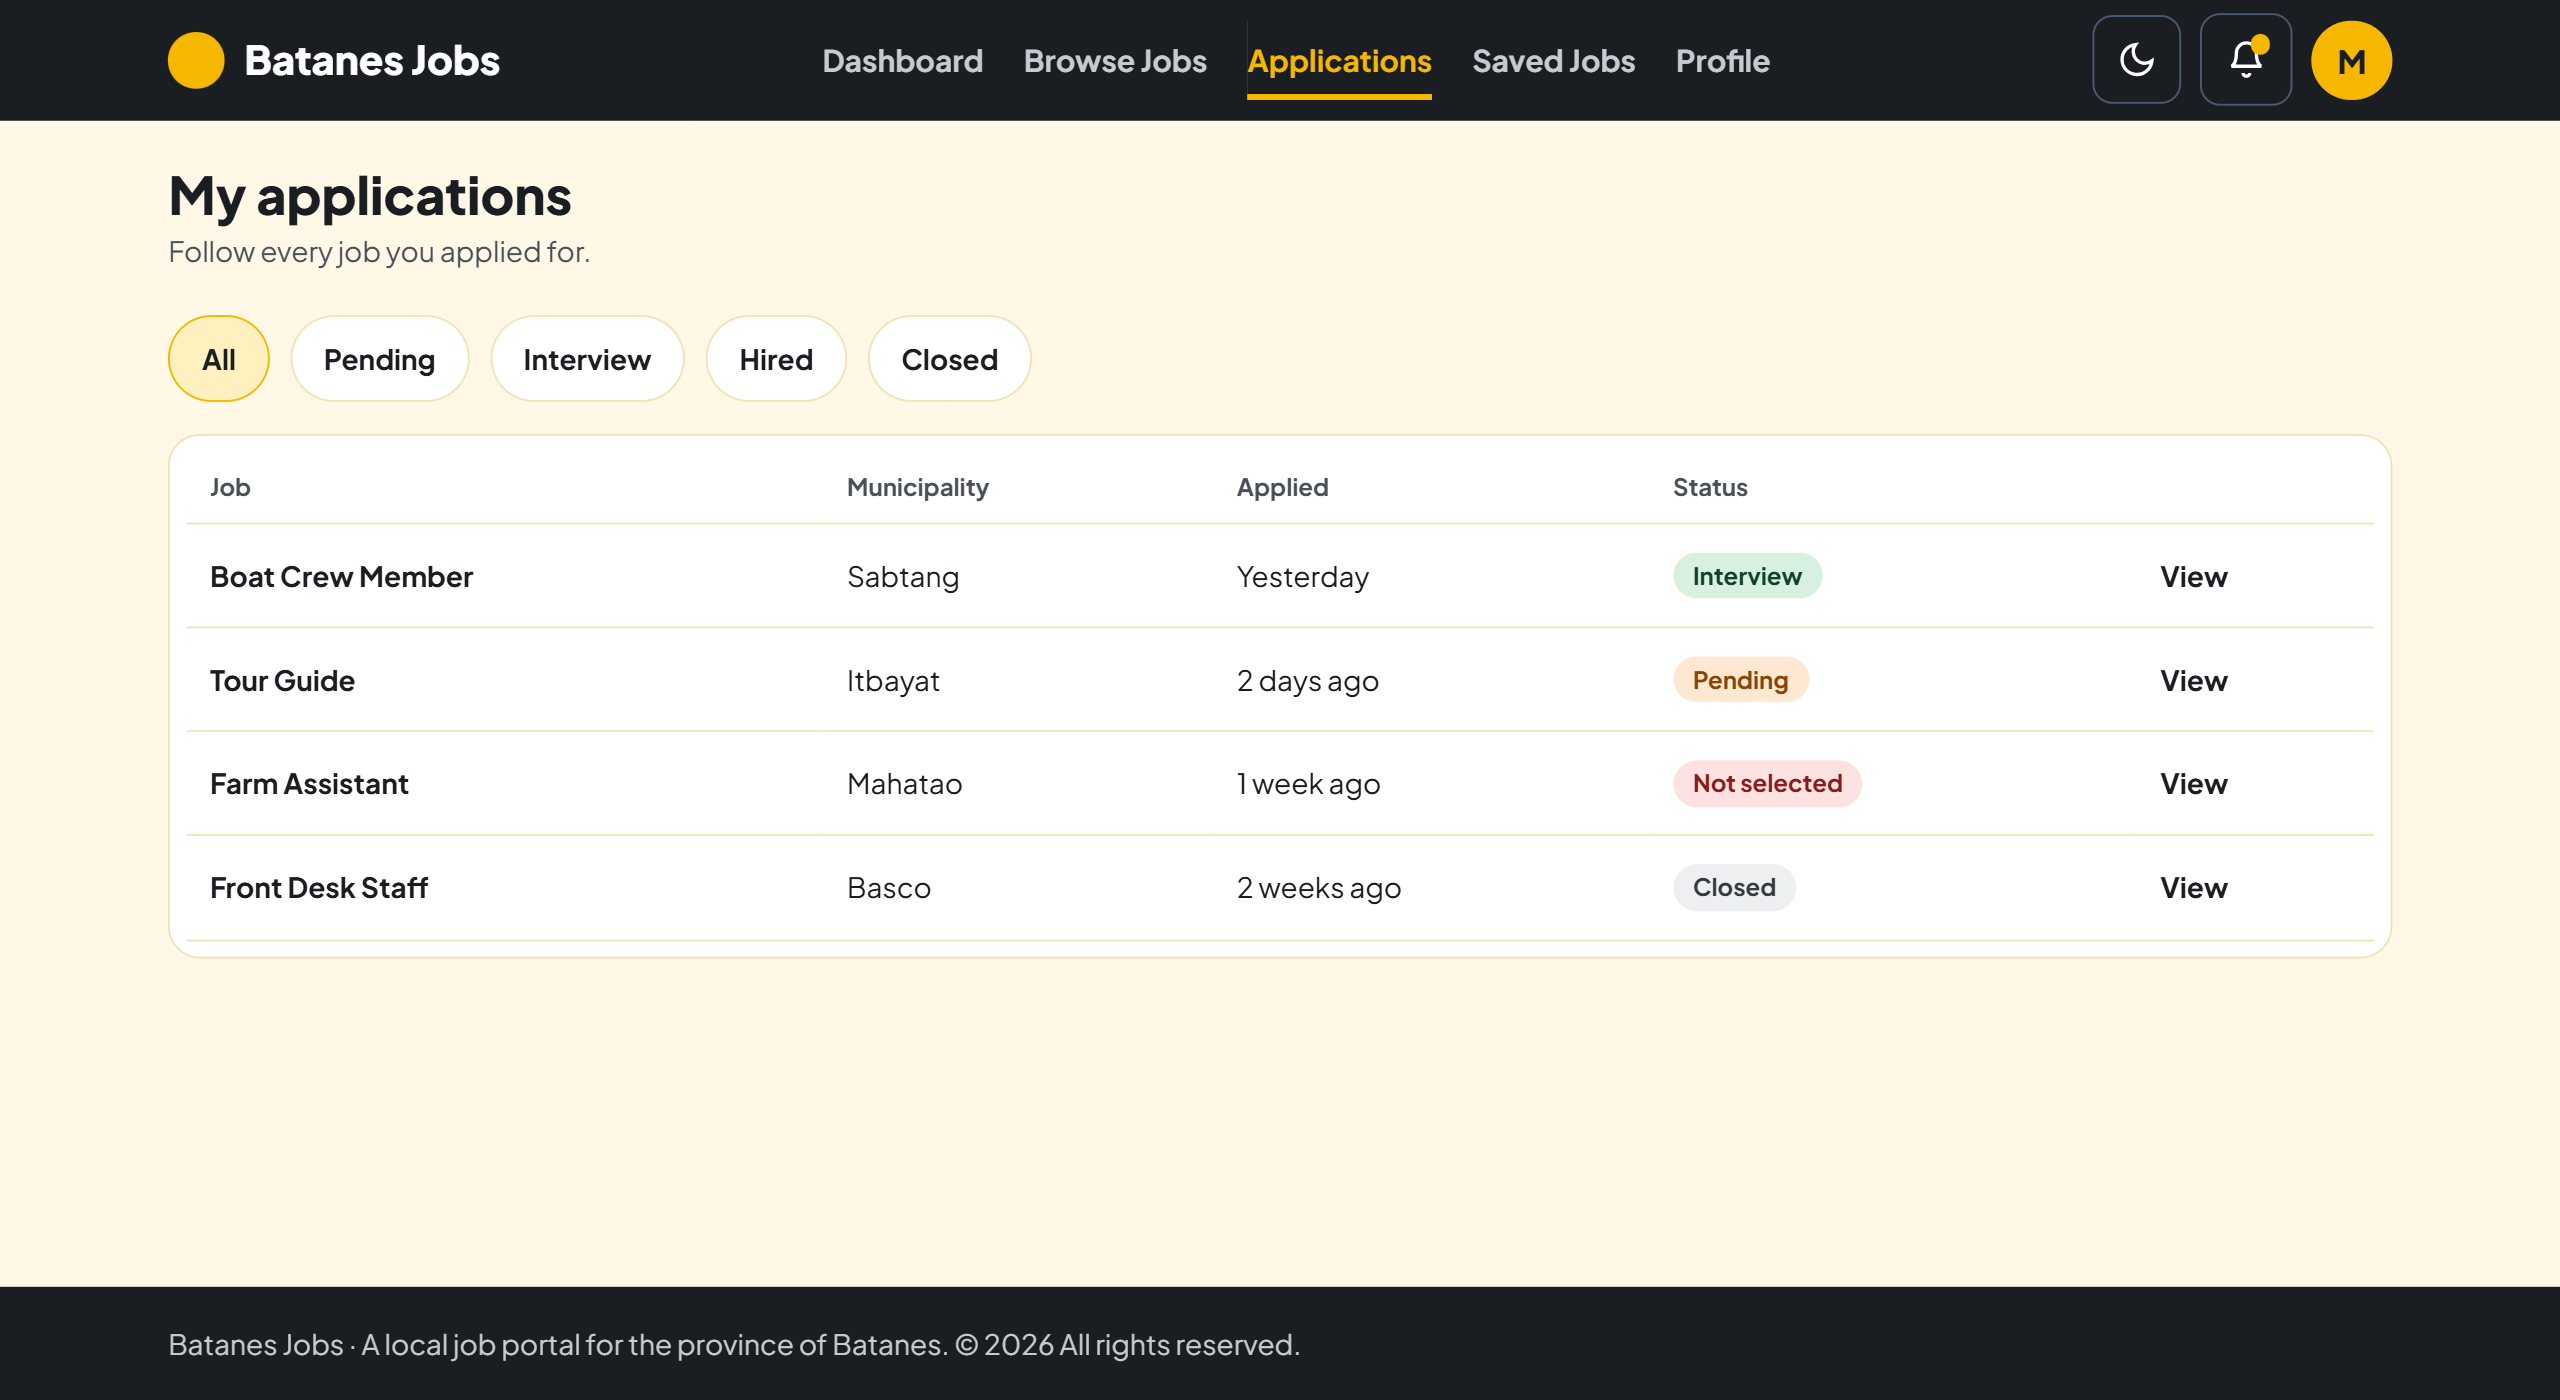 Batanes Jobs
Dashboard Browse Jobs Applications Saved Jobs Profile
M
My applications
Follow every job you applied for.
All Pending Interview Hired Closed
Job Municipality Applied Status
Boat Crew Member Sabtang Yesterday Interview View
Tour Guide Itbayat 2 days ago Pending View
Farm Assistant Mahatao 1 week ago Not selected View
Front Desk Staff Basco 2 weeks ago Closed View
Batanes Jobs · A local job portal for the province of Batanes. © 2026 All rights reserved.